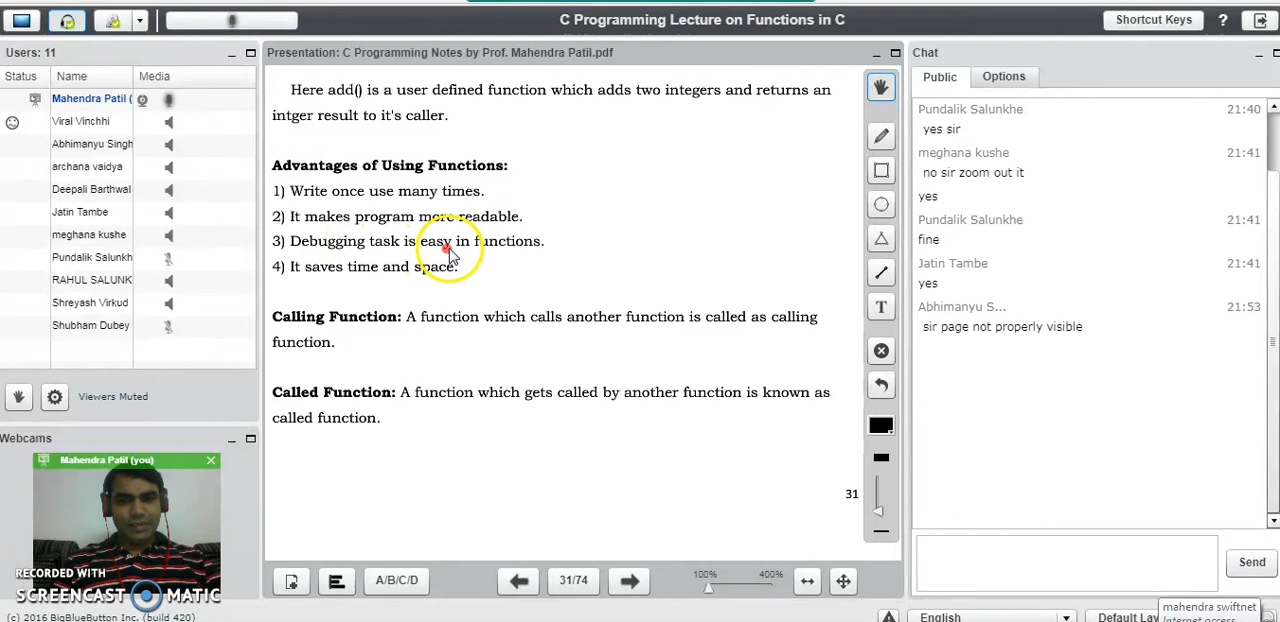 C Programming Lecture on Functions in C
Shortcut Keys
?
Users: 11
Status Name Media
Mahendra Patil (
Viral Vinchhi
Abhimanyu Singh
archana vaidya
Deepali Barthwal
Jatin Tambe
meghana kushe
Pundalik Salunkh
RAHUL SALUNK
Shreyash Virkud
Shubham Dubey
Viewers Muted
Webcams
Mahendra Patil (you)
RECORDED WITH
SCREENCAST MATIC
(c) 2016 BigBlueButton Inc. (build 420)
Presentation: C Programming Notes by Prof. Mahendra Patil.pdf
Here add() is a user defined function which adds two integers and returns an
intger result to it's caller.
Advantages of Using Functions:
1) Write once use many times.
2) It makes program more readable.
3) Debugging task is easy in functions.
4) It saves time and space.
Calling Function: A function which calls another function is called as calling
function.
Called Function: A function which gets called by another function is known as
called function.
31
T
A/B/C/D
31/74
100% 400%
Chat
Public Options
Pundalik Salunkhe 21:40
yes sir
meghana kushe 21:41
no sir zoom out it
yes
Pundalik Salunkhe 21:41
fine
Jatin Tambe 21:41
yes
Abhimanyu S... 21:53
sir page not properly visible
Send
English
Default Lay
mahendra swiftnet
Internet access